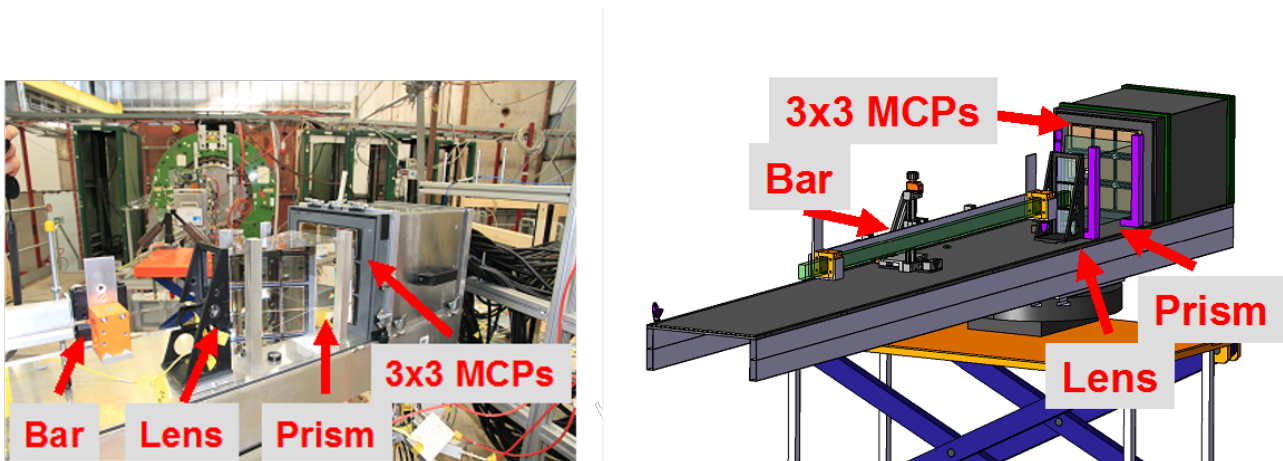 3x3 MCPs
Bar
Lens
Prism
3x3 MCPs
Bar
Prism
Lens